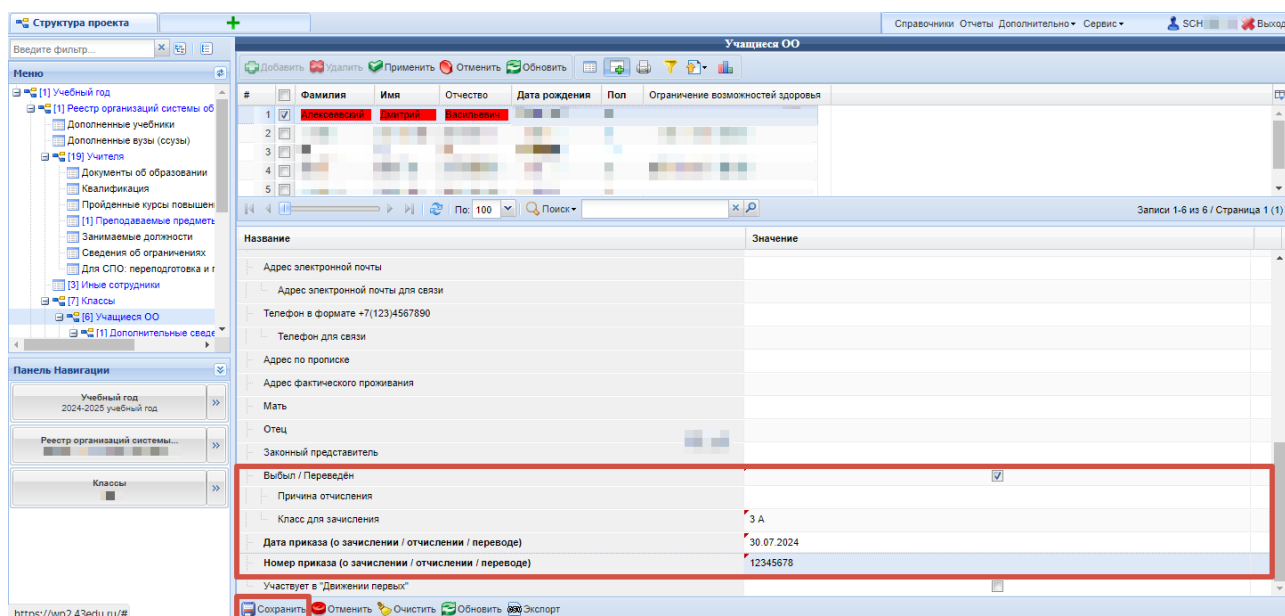 Структура проекта
Справочники Отчеты Дополнительно Сервис SCH Выход
Введите фильтр...
Учащиеся ОО
Добавить Удалить Применить Отменить Обновить
Меню
[1] Учебный год
[1] Реестр организаций системы об
Дополненные учебники
Дополненные вузы (ссузы)
[19] Учителя
Документы об образовании
Квалификация
Пройденные курсы повышен
[1] Преподаваемые предметь
Занимаемые должности
Сведения об ограничениях
Для СПО: переподготовка и г
[3] Иные сотрудники
[7] Классы
[6] Учащиеся ОО
[1] Дополнительные сведе
# Фамилия Имя Отчество Дата рождения Пол Ограничение возможностей здоровья
1 Алексеевский Дмитрий Васильевич
2
3
4
5
По: 100 Поиск Записи 1-6 из 6 / Страница 1 (1)
Название Значение
Адрес электронной почты
Адрес электронной почты для связи
Телефон в формате +7(123)4567890
Телефон для связи
Адрес по прописке
Адрес фактического проживания
Мать
Отец
Законный представитель
Выбыл / Переведён
Причина отчисления
Класс для зачисления 3 А
Дата приказа (о зачислении / отчислении / переводе) 30.07.2024
Номер приказа (о зачислении / отчислении / переводе) 12345678
Участвует в "Движении первых"
Сохранить Отменить Очистить Обновить Экспорт
Панель Навигации
Учебный год
2024-2025 учебный год
Реестр организаций системы...
Классы
https://wp2.43edu.ru/#